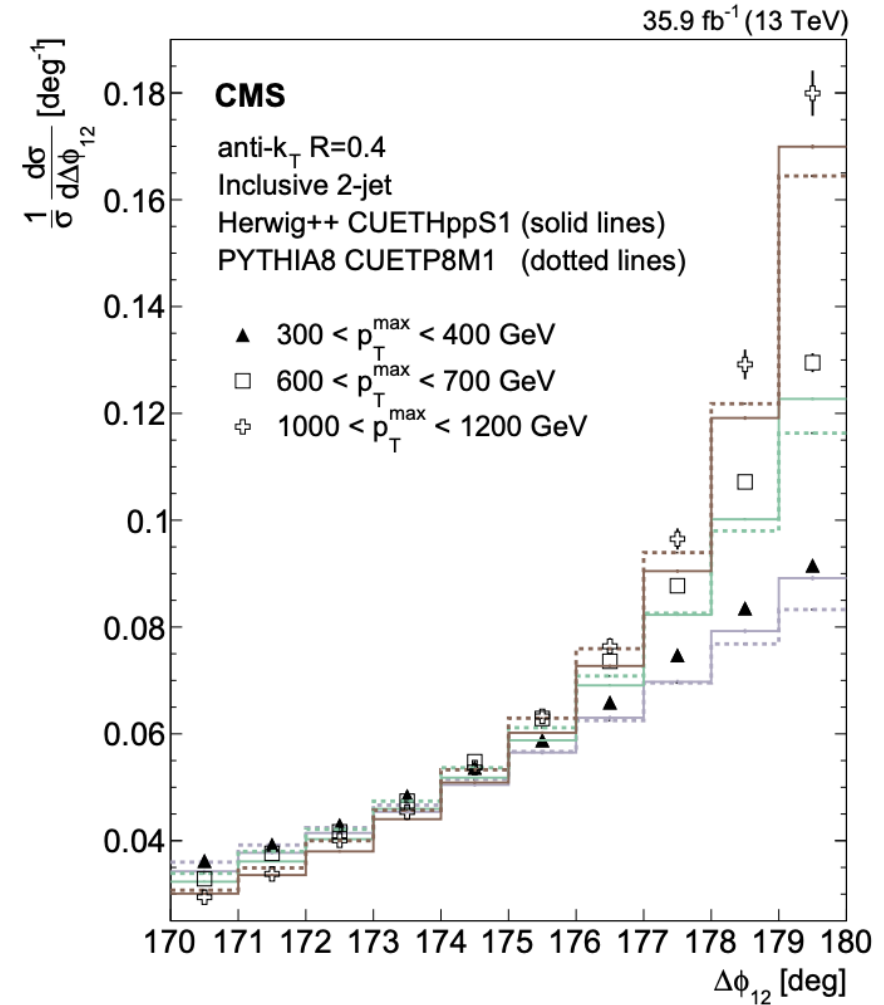 35.9 fb⁻¹ (13 TeV)
1/σ dσ/dΔϕ₁₂ [deg⁻¹]
CMS
anti-k_T R=0.4
Inclusive 2-jet
Herwig++ CUETHppS1 (solid lines)
PYTHIA8 CUETP8M1 (dotted lines)
300 < p_T^max < 400 GeV
600 < p_T^max < 700 GeV
1000 < p_T^max < 1200 GeV
0.18
0.16
0.14
0.12
0.1
0.08
0.06
0.04
170 171 172 173 174 175 176 177 178 179 180
Δϕ₁₂ [deg]